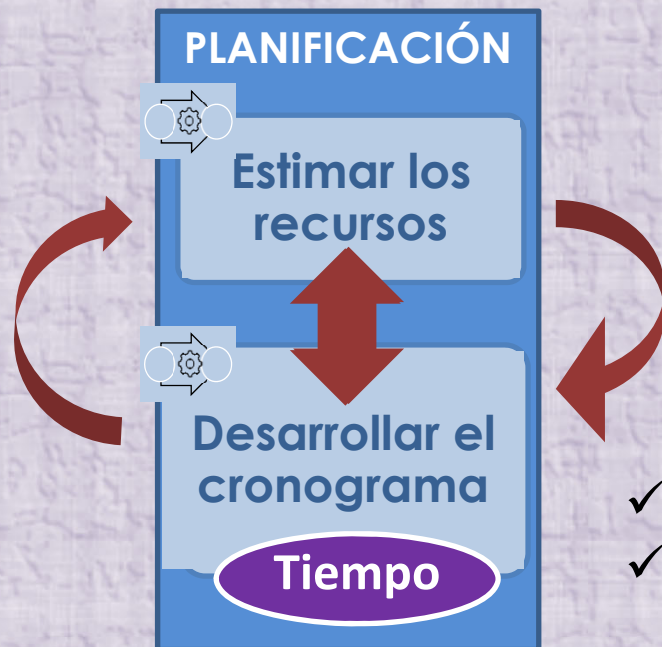 PLANIFICACIÓN
Estimar los
recursos
Desarrollar el
cronograma
Tiempo